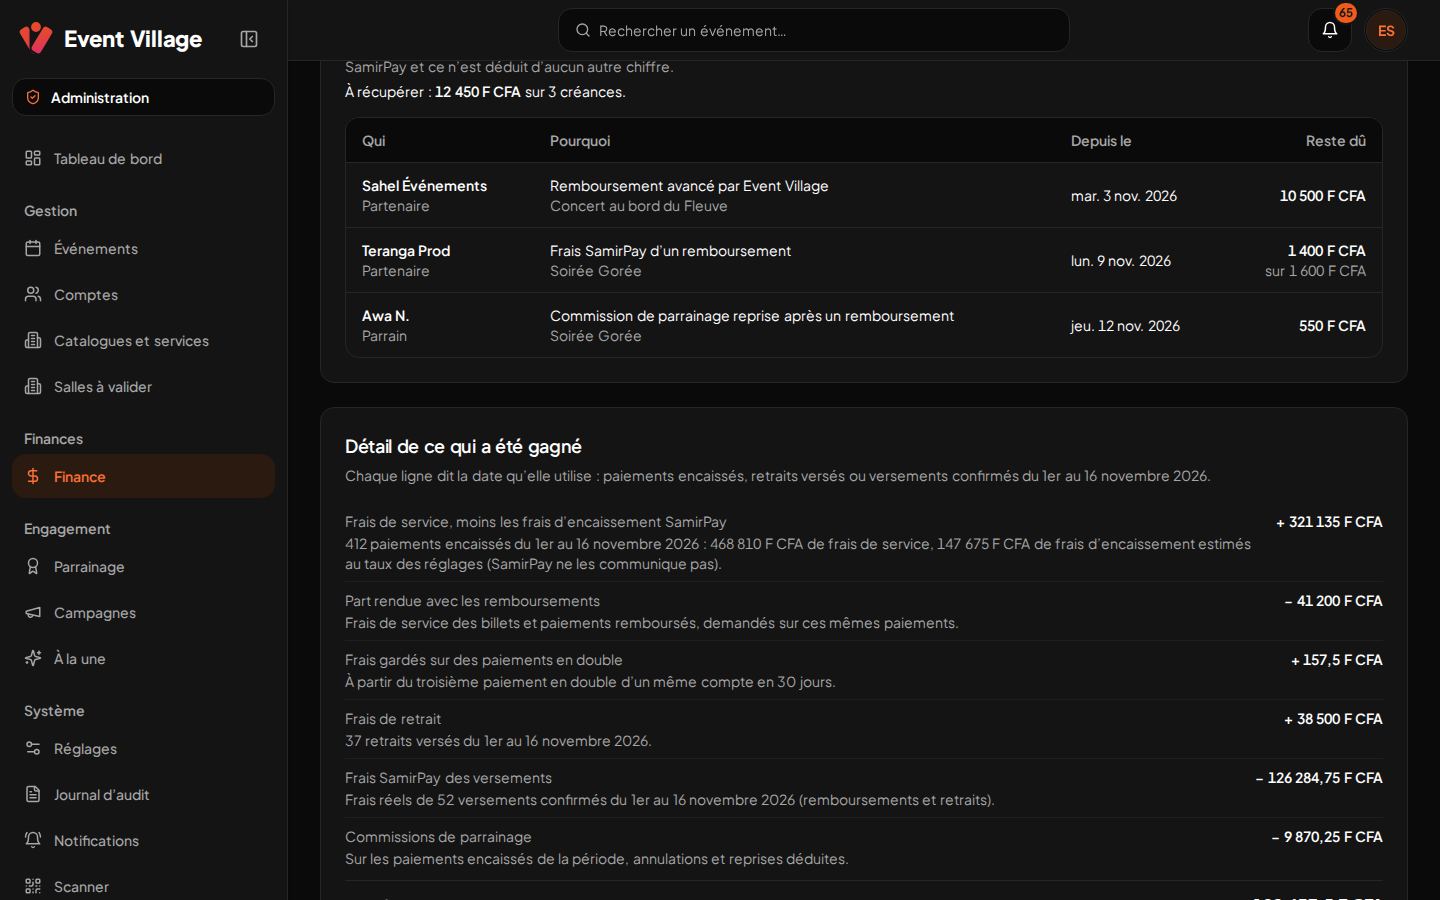 Event Village
Rechercher un événement...
65
ES
Administration
Tableau de bord
Gestion
Événements
Comptes
Catalogues et services
Salles à valider
Finances
Finance
Engagement
Parrainage
Campagnes
À la une
Système
Réglages
Journal d'audit
Notifications
Scanner
SamirPay et ce n'est déduit d'aucun autre chiffre.
À récupérer : 12 450 F CFA sur 3 créances.
Qui Pourquoi Depuis le Reste dû
Sahel Événements Remboursement avancé par Event Village mar. 3 nov. 2026 10 500 F CFA
Partenaire Concert au bord du Fleuve
Teranga Prod Frais SamirPay d'un remboursement lun. 9 nov. 2026 1 400 F CFA
Partenaire Soirée Gorée sur 1 600 F CFA
Awa N. Commission de parrainage reprise après un remboursement jeu. 12 nov. 2026 550 F CFA
Parrain Soirée Gorée
Détail de ce qui a été gagné
Chaque ligne dit la date qu'elle utilise : paiements encaissés, retraits versés ou versements confirmés du 1er au 16 novembre 2026.
Frais de service, moins les frais d'encaissement SamirPay + 321 135 F CFA
412 paiements encaissés du 1er au 16 novembre 2026 : 468 810 F CFA de frais de service, 147 675 F CFA de frais d'encaissement estimés
au taux des réglages (SamirPay ne les communique pas).
Part rendue avec les remboursements − 41 200 F CFA
Frais de service des billets et paiements remboursés, demandés sur ces mêmes paiements.
Frais gardés sur des paiements en double + 157,5 F CFA
À partir du troisième paiement en double d'un même compte en 30 jours.
Frais de retrait + 38 500 F CFA
37 retraits versés du 1er au 16 novembre 2026.
Frais SamirPay des versements − 126 284,75 F CFA
Frais réels de 52 versements confirmés du 1er au 16 novembre 2026 (remboursements et retraits).
Commissions de parrainage − 9 870,25 F CFA
Sur les paiements encaissés de la période, annulations et reprises déduites.